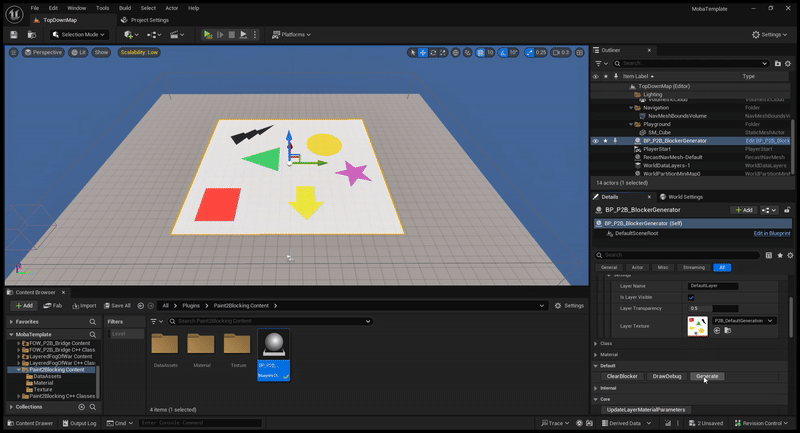 File Edit Window Tools Build Select Actor Help
MobaTemplate
TopDownMap
Project Settings
Selection Mode
Platforms
Settings
Perspective
Lit
Show
Scalability: Low
10
10°
0.25
0.3
Outliner
Search...
Item Label
Type
TopDownMap (Editor)
Lighting
VolumetricCloud
Navigation
Folder
NavMeshBoundsVolume
NavMeshBoundsVolume
Playground
Folder
SM_Cube
StaticMeshActor
BP_P2B_BlockerGenerator
Edit BP_P2B_Block
PlayerStart
PlayerStart
RecastNavMesh-Default
RecastNavMesh
WorldDataLayers-1
WorldDataLayers
WorldPartitionMiniMap0
WorldPartitionMiniMap
14 actors (1 selected)
Details
World Settings
BP_P2B_BlockerGenerator
Add
BP_P2B_BlockerGenerator (Self)
DefaultSceneRoot
Edit in Blueprint
Search
General
Actor
Misc
Streaming
All
Settings
Layer Name
DefaultLayer
Is Layer Visible
Layer Transparency
0.5
Layer Texture
P2B_DefaultGeneration
Class
Material
Default
ClearBlocker
DrawDebug
Generate
Internal
Core
UpdateLayerMaterialParameters
Content Browser
Add
Fab
Import
Save All
All
Plugins
Paint2Blocking Content
Settings
Favorites
MobaTemplate
FOW_P2B_Bridge Content
FOW_P2B_Bridge C++ Class
LayeredFogOfWar Content
LayeredFogOfWar C++ Class
Paint2Blocking Content
DataAssets
Material
Texture
Paint2Blocking C++ Classes
Collections
Filters
Level
Search Paint2Blocking Content
DataAssets
Material
Texture
BP_P2_
Blueprint Cl
4 items (1 selected)
Content Drawer
Output Log
Cmd
Enter Console Command
Trace
Derived Data
2 Unsaved
Revision Control